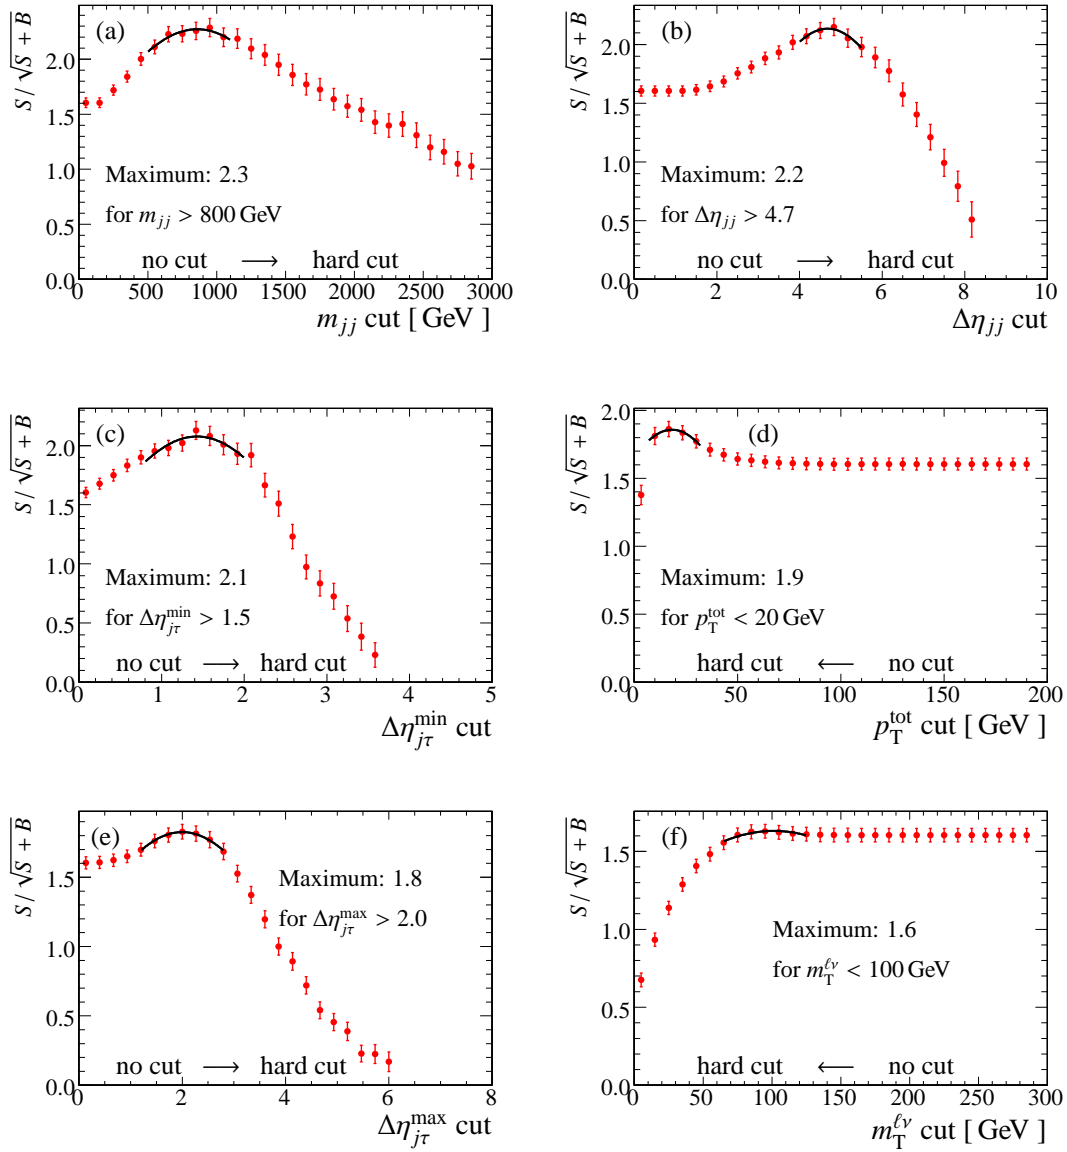 (a)
S / √S + B
2.0
1.5
1.0
0.5
0.0
Maximum: 2.3
for m_jj > 800 GeV
no cut ⟶ hard cut
0 500 1000 1500 2000 2500 3000
m_jj cut [ GeV ]
(b)
S / √S + B
2.0
1.5
1.0
0.5
0.0
Maximum: 2.2
for Δη_jj > 4.7
no cut ⟶ hard cut
0 2 4 6 8 10
Δη_jj cut
(c)
S / √S + B
2.0
1.5
1.0
0.5
0.0
Maximum: 2.1
for Δη_jτ^min > 1.5
no cut ⟶ hard cut
0 1 2 3 4 5
Δη_jτ^min cut
(d)
S / √S + B
2.0
1.5
1.0
0.5
0.0
Maximum: 1.9
for p_T^tot < 20 GeV
hard cut ⟵ no cut
0 50 100 150 200
p_T^tot cut [ GeV ]
(e)
S / √S + B
1.5
1.0
0.5
0.0
Maximum: 1.8
for Δη_jτ^max > 2.0
no cut ⟶ hard cut
0 2 4 6 8
Δη_jτ^max cut
(f)
S / √S + B
1.5
1.0
0.5
0.0
Maximum: 1.6
for m_T^ℓν < 100 GeV
hard cut ⟵ no cut
0 50 100 150 200 250 300
m_T^ℓν cut [ GeV ]